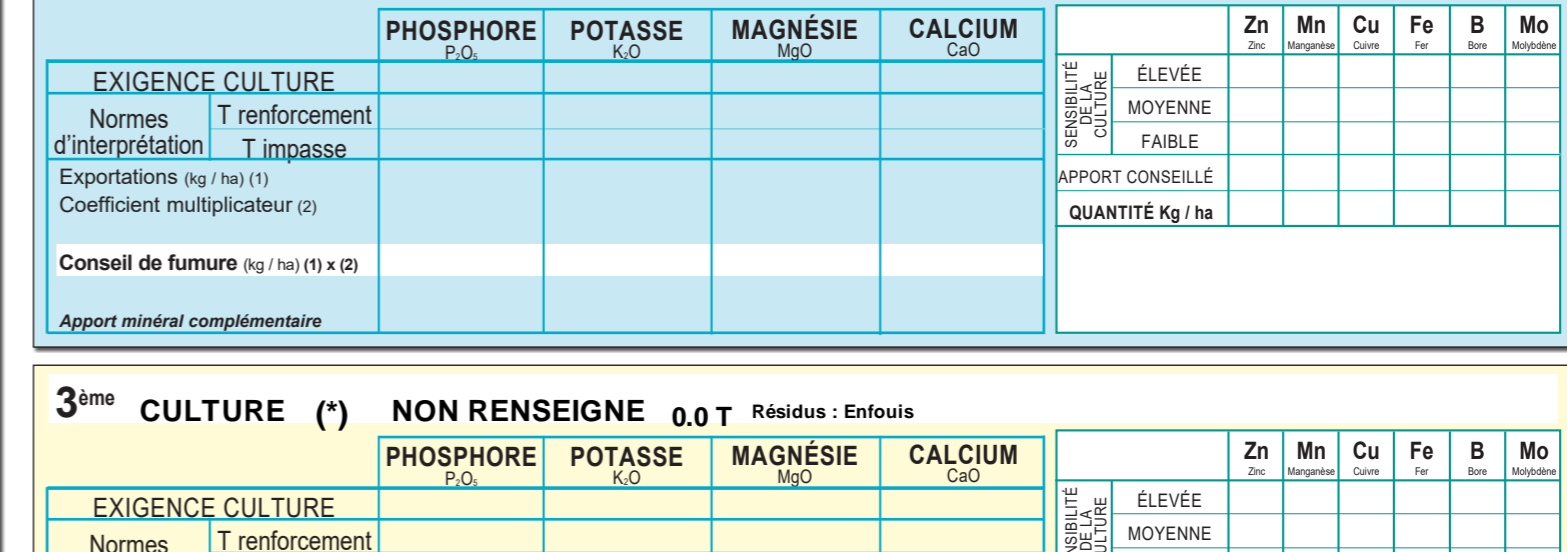 PHOSPHORE POTASSE MAGNÉSIE CALCIUM
P₂O₅ K₂O MgO CaO
EXIGENCE CULTURE
Normes d'interprétation
T renforcement
T impasse
Exportations (kg / ha) (1)
Coefficient multiplicateur (2)
Conseil de fumure (kg / ha) (1) x (2)
Apport minéral complémentaire
Zn Mn Cu Fe B Mo
Zinc Manganèse Cuivre Fer Bore Molybdène
SENSIBILITÉ
DE LA
CULTURE
ÉLEVÉE
MOYENNE
FAIBLE
APPORT CONSEILLÉ
QUANTITÉ Kg / ha
3ème CULTURE (*) NON RENSEIGNE 0.0 T Résidus : Enfouis
PHOSPHORE POTASSE MAGNÉSIE CALCIUM
P₂O₅ K₂O MgO CaO
EXIGENCE CULTURE
Normes
T renforcement
Zn Mn Cu Fe B Mo
Zinc Manganèse Cuivre Fer Bore Molybdène
DE LA
ÉLEVÉE
MOYENNE